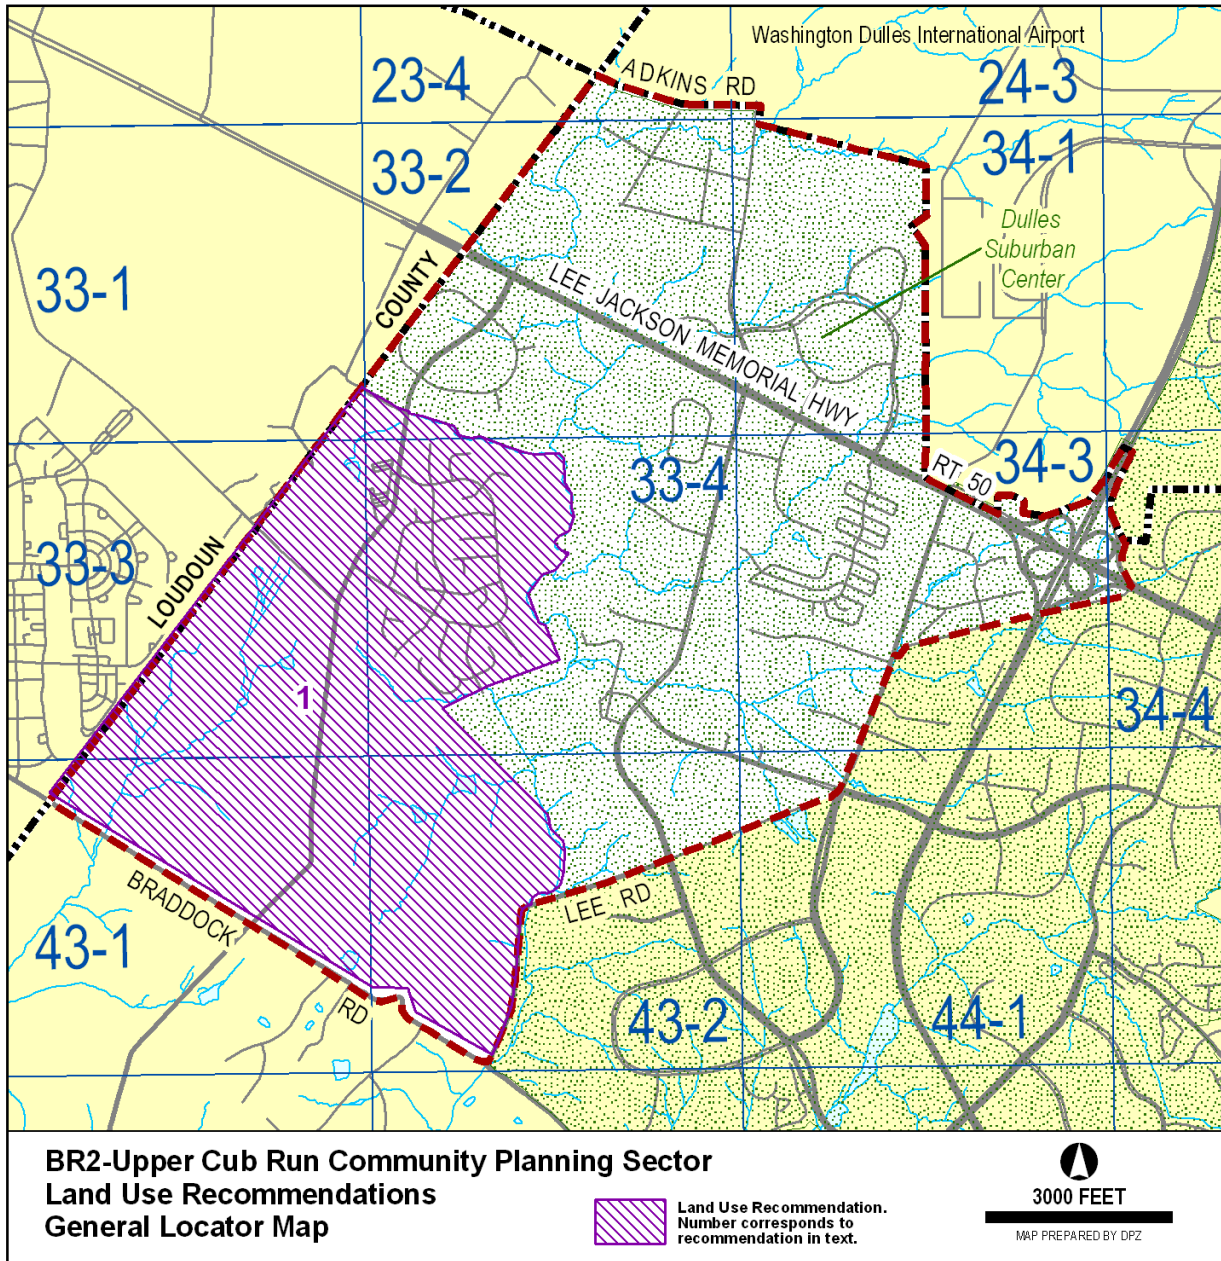 Washington Dulles International Airport
ADKINS RD
23-4
24-3
33-2
34-1
Dulles
Suburban
Center
33-1
COUNTY
LEE JACKSON MEMORIAL HWY
RT 50
34-3
33-4
33-3
LOUDOUN
1
34-4
BRADDOCK
RD
LEE RD
43-1
43-2
44-1
BR2-Upper Cub Run Community Planning Sector
Land Use Recommendations
General Locator Map
Land Use Recommendation.
Number corresponds to
recommendation in text.
3000 FEET
MAP PREPARED BY DPZ